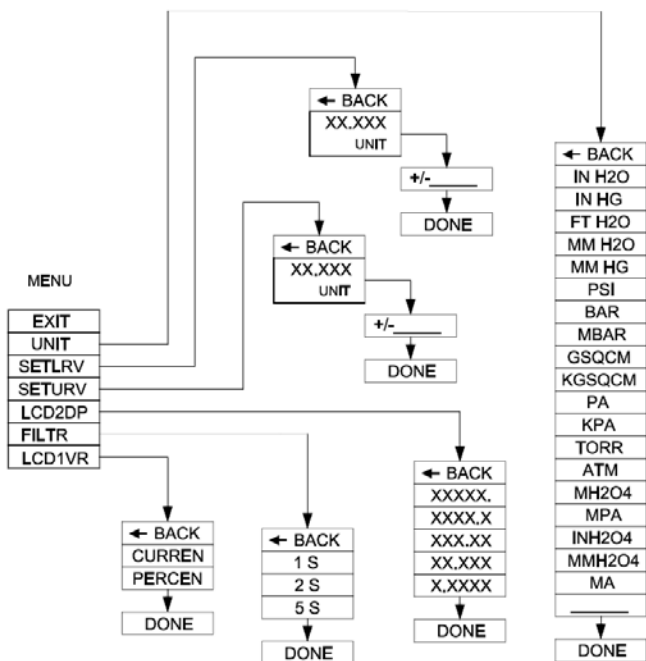 MENU
EXIT
UNIT
SETLRV
SETURV
LCD2DP
FILTR
LCD1VR
← BACK
XX.XXX
UNIT
+/-______
DONE
← BACK
XX.XXX
UNIT
+/-______
DONE
← BACK
CURREN
PERCEN
DONE
← BACK
1 S
2 S
5 S
DONE
← BACK
XXXXX.
XXXX.X
XXX.XX
XX.XXX
X.XXXX
DONE
← BACK
IN H2O
IN HG
FT H2O
MM H2O
MM HG
PSI
BAR
MBAR
GSQCM
KGSQCM
PA
KPA
TORR
ATM
MH2O4
MPA
INH2O4
MMH2O4
MA
______
DONE